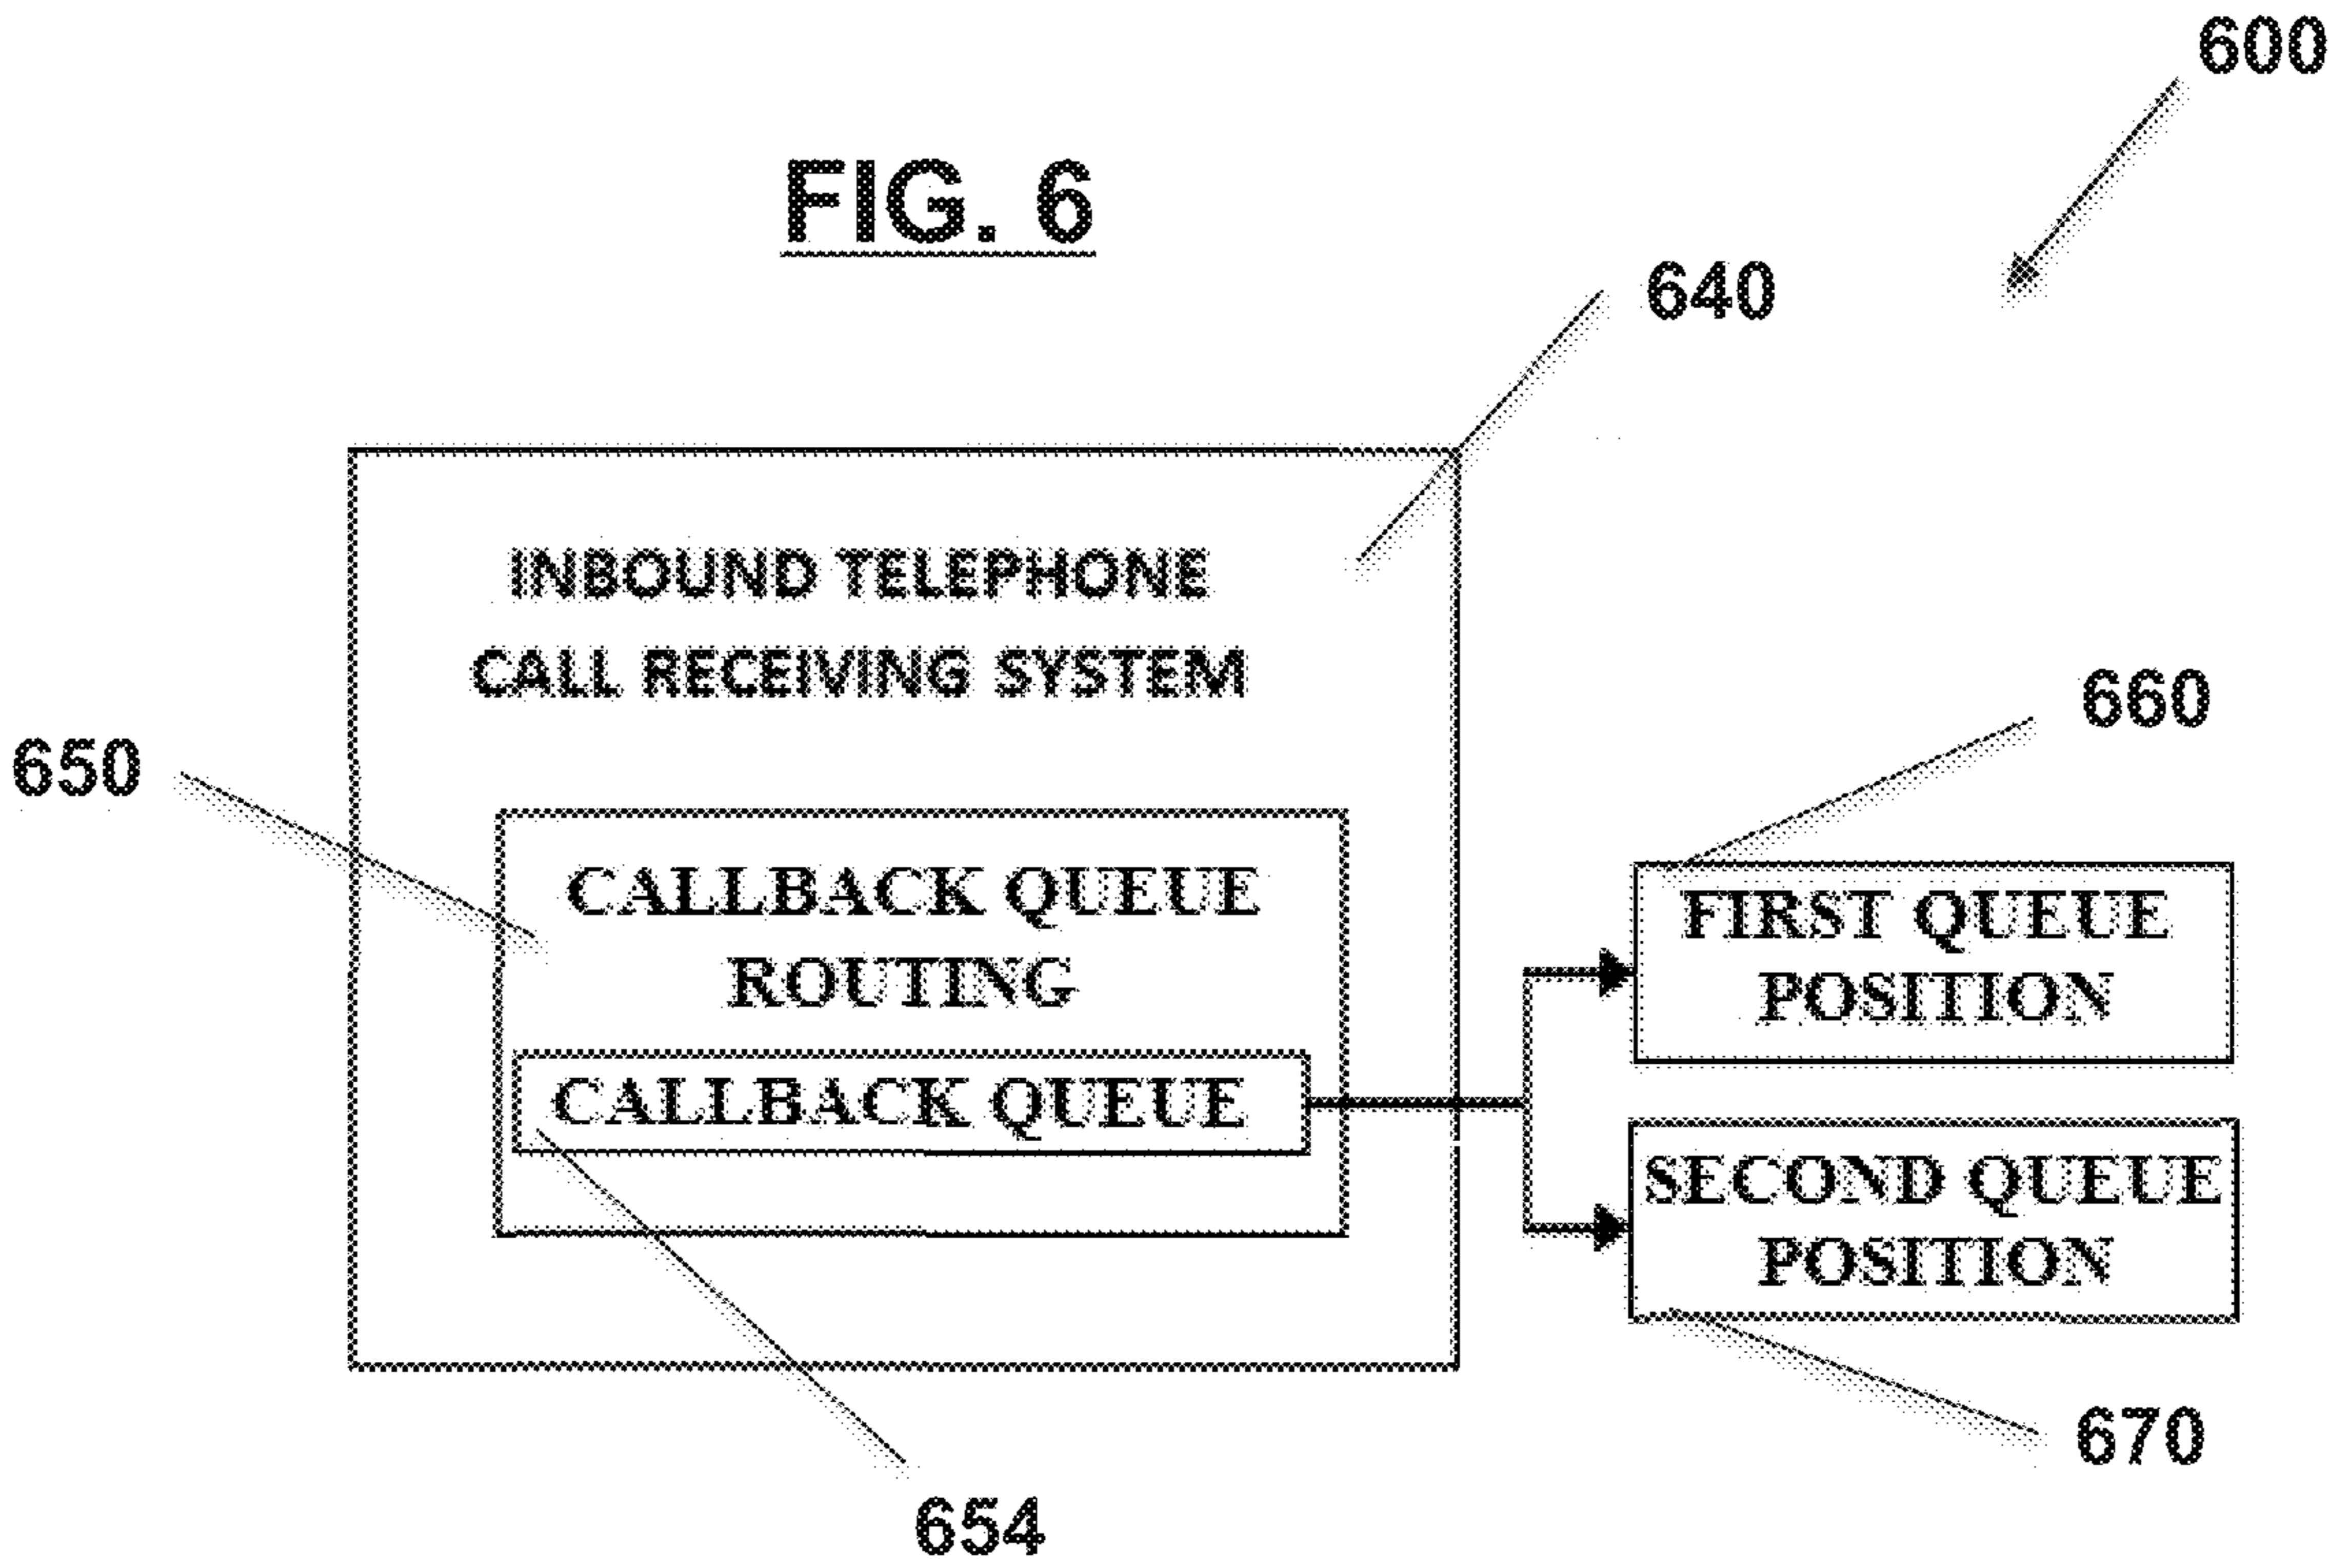 600
FIG. 6
640
INBOUND TELEPHONE
CALL RECEIVING SYSTEM
660
650
CALLBACK QUEUE
ROUTING
FIRST QUEUE
POSITION
CALLBACK QUEUE
SECOND QUEUE
POSITION
670
654